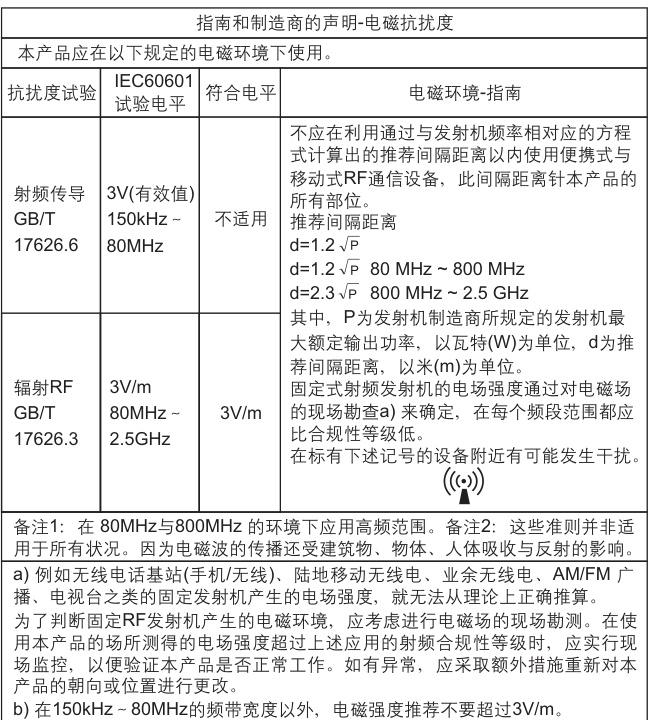 指南和制造商的声明-电磁抗扰度
本产品应在以下规定的电磁环境下使用。
抗扰度试验
IEC60601
试验电平
符合电平
电磁环境-指南
射频传导
GB/T
17626.6
3V(有效值)
150kHz ~
80MHz
不适用
不应在利用通过与发射机频率相对应的方程
式计算出的推荐间隔距离以内使用便携式与
移动式RF通信设备，此间隔距离针本产品的
所有部位。
推荐间隔距离
d=1.2 √P
d=1.2 √P 80 MHz ~ 800 MHz
d=2.3 √P 800 MHz ~ 2.5 GHz
其中，P为发射机制造商所规定的发射机最
大额定输出功率，以瓦特(W)为单位，d为推
荐间隔距离，以米(m)为单位。
固定式射频发射机的电场强度通过对电磁场
的现场勘查a) 来确定，在每个频段范围都应
比合规性等级低。
在标有下述记号的设备附近有可能发生干扰。
辐射RF
GB/T
17626.3
3V/m
80MHz ~
2.5GHz
3V/m
备注1：在 80MHz与800MHz 的环境下应用高频范围。备注2：这些准则并非适
用于所有状况。因为电磁波的传播还受建筑物、物体、人体吸收与反射的影响。
a) 例如无线电话基站(手机/无线)、陆地移动无线电、业余无线电、AM/FM 广
播、电视台之类的固定发射机产生的电场强度，就无法从理论上正确推算。
为了判断固定RF发射机产生的电磁环境，应考虑进行电磁场的现场勘测。在使
用本产品的场所测得的电场强度超过上述应用的射频合规性等级时，应实行现
场监控，以便验证本产品是否正常工作。如有异常，应采取额外措施重新对本
产品的朝向或位置进行更改。
b) 在150kHz ~ 80MHz的频带宽度以外，电磁强度推荐不要超过3V/m。